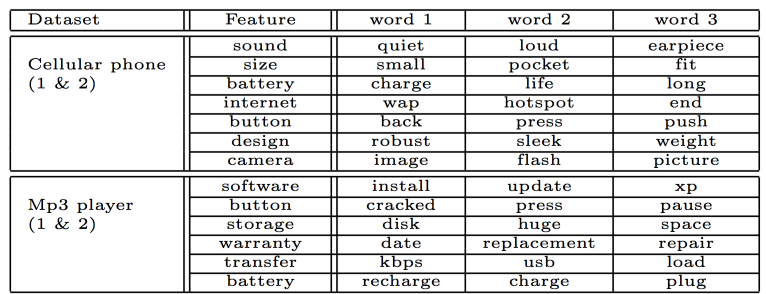 Dataset Feature word 1 word 2 word 3
sound quiet loud earpiece
Cellular phone size small pocket fit
(1 & 2) battery charge life long
internet wap hotspot end
button back press push
design robust sleek weight
camera image flash picture
software install update xp
Mp3 player button cracked press pause
(1 & 2) storage disk huge space
warranty date replacement repair
transfer kbps usb load
battery recharge charge plug